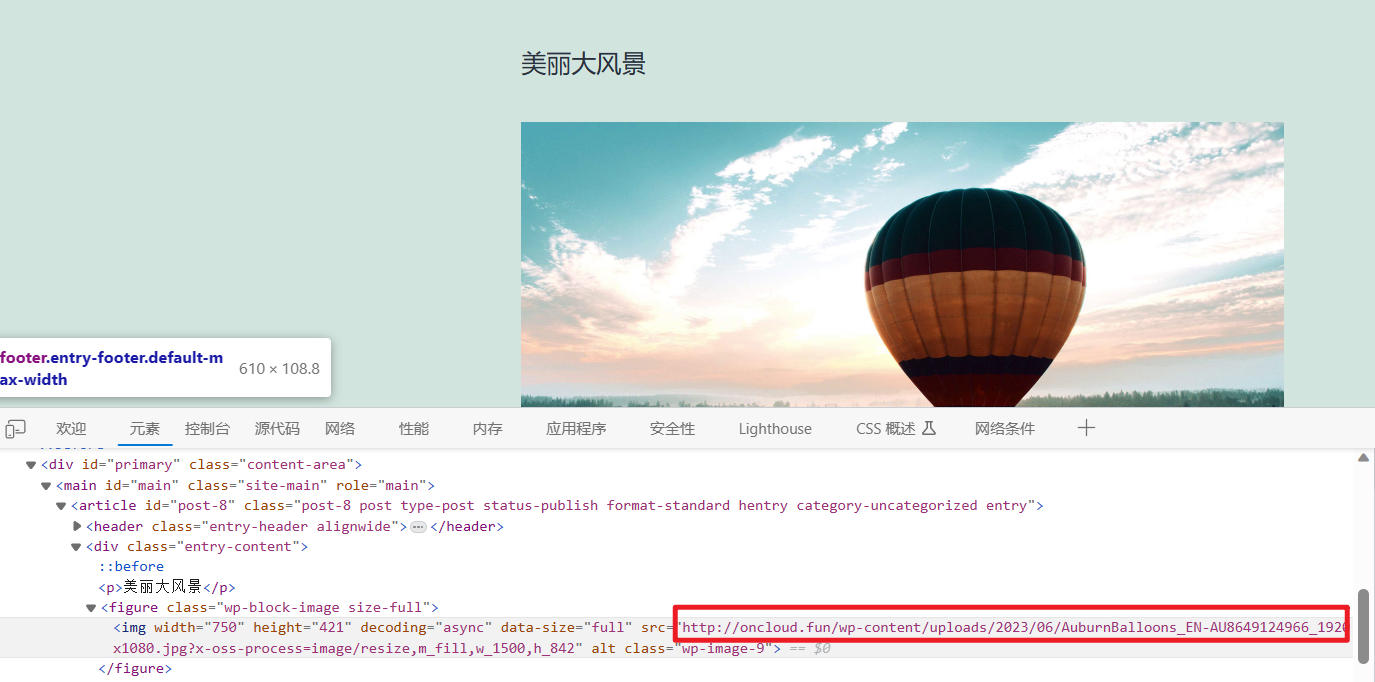 美丽大风景
footer.entry-footer.default-m
ax-width
610 × 108.8
欢迎 元素 控制台 源代码 网络 性能 内存 应用程序 安全性 Lighthouse CSS 概述 网络条件
<div id="primary" class="content-area">
<main id="main" class="site-main" role="main">
<article id="post-8" class="post-8 post type-post status-publish format-standard hentry category-uncategorized entry">
<header class="entry-header alignwide"> ⋯ </header>
<div class="entry-content">
::before
<p>美丽大风景</p>
<figure class="wp-block-image size-full">
<img width="750" height="421" decoding="async" data-size="full" src="http://oncloud.fun/wp-content/uploads/2023/06/AuburnBalloons_EN-AU8649124966_1920
x1080.jpg?x-oss-process=image/resize,m_fill,w_1500,h_842" alt class="wp-image-9"> == $0
</figure>